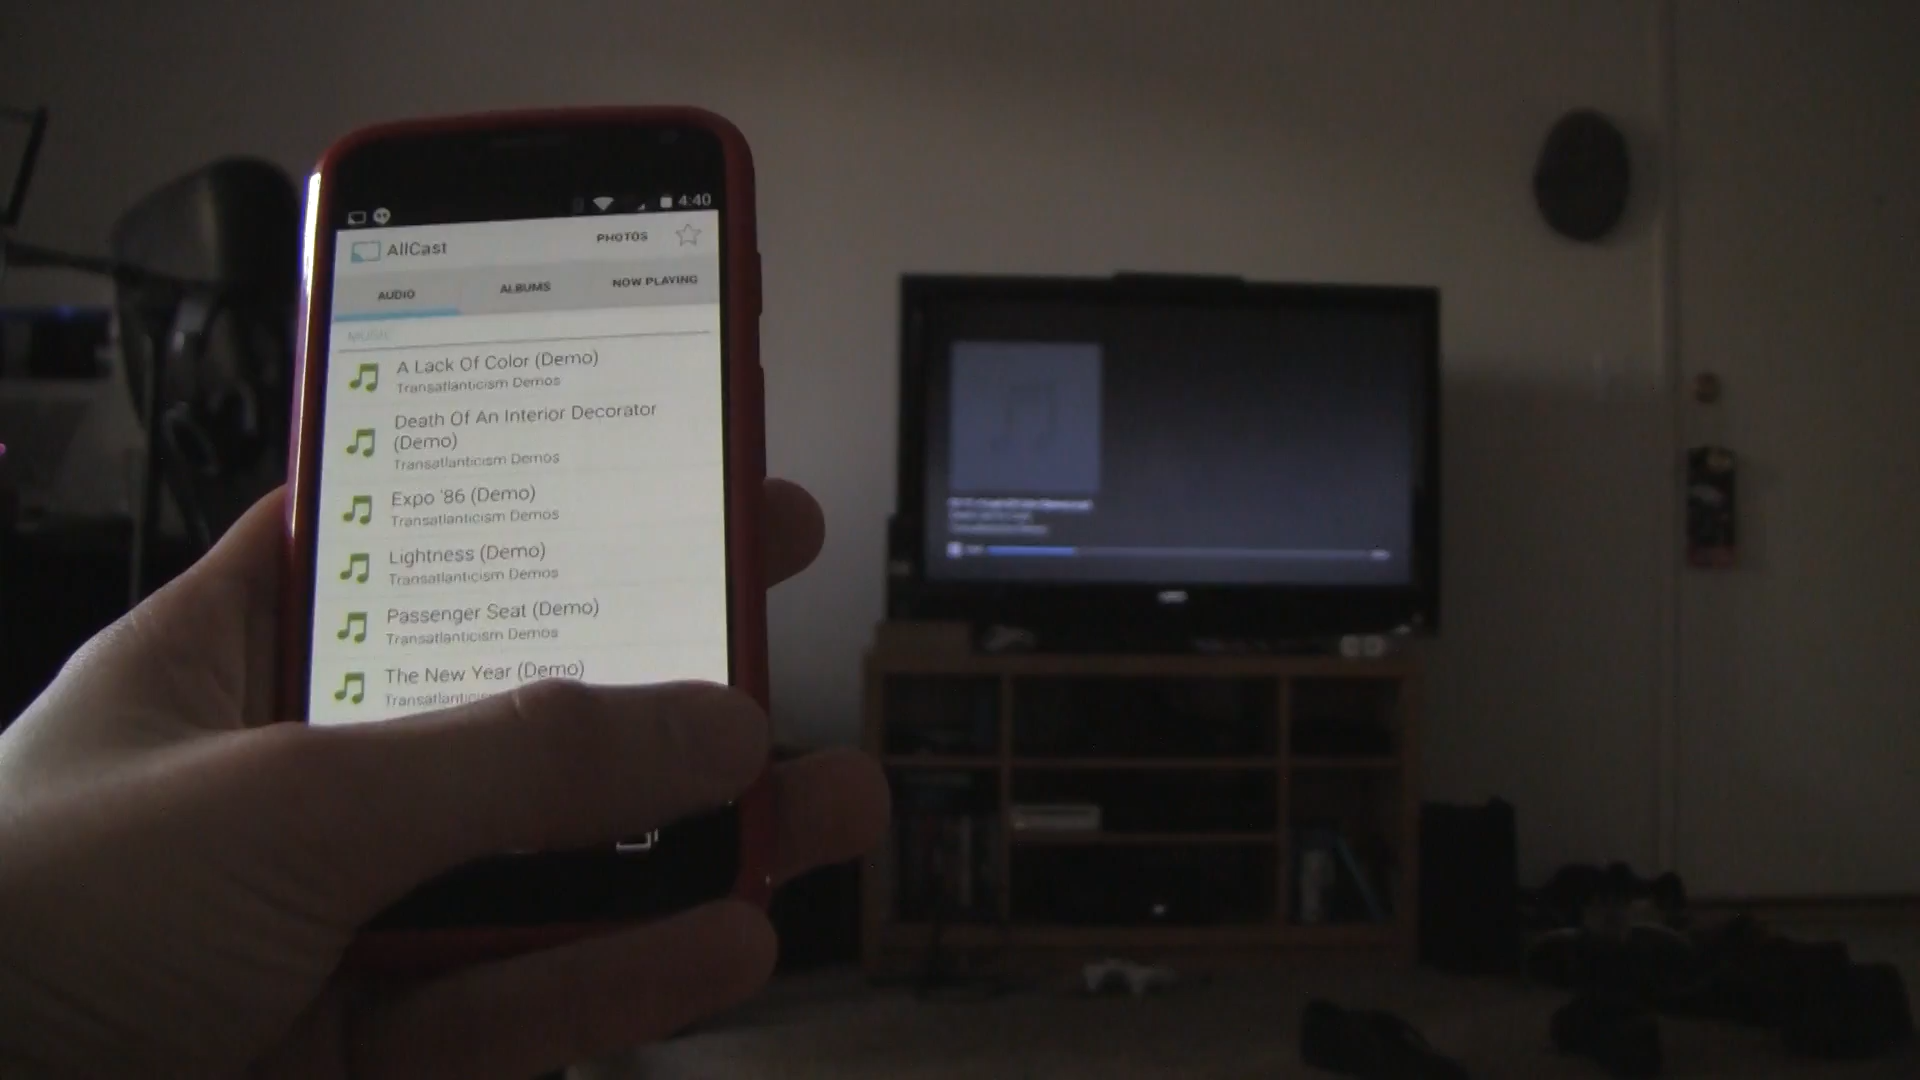 4:40
AllCast
PHOTOS
AUDIO
ALBUMS
NOW PLAYING
MUSIC
A Lack Of Color (Demo)
Transatlanticism Demos
Death Of An Interior Decorator
(Demo)
Transatlanticism Demos
Expo '86 (Demo)
Transatlanticism Demos
Lightness (Demo)
Transatlanticism Demos
Passenger Seat (Demo)
Transatlanticism Demos
The New Year (Demo)